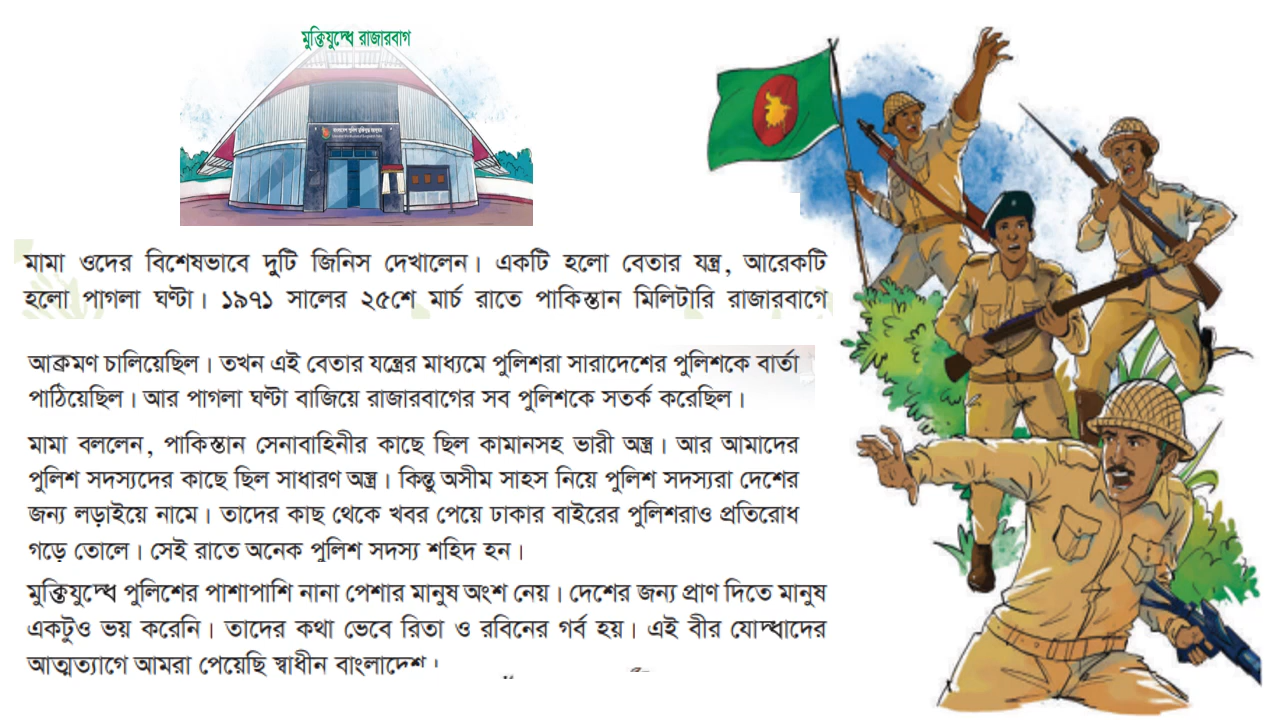 মুক্তিযুদ্ধে রাজারবাগ
মামা ওদের বিশেষভাবে দুটি জিনিস দেখালেন। একটি হলো বেতার যন্ত্র, আরেকটি
হলো পাগলা ঘণ্টা। ১৯৭১ সালের ২৫শে মার্চ রাতে পাকিস্তান মিলিটারি রাজারবাগে
আক্রমণ চালিয়েছিল। তখন এই বেতার যন্ত্রের মাধ্যমে পুলিশরা সারাদেশের পুলিশকে বার্তা
পাঠিয়েছিল। আর পাগলা ঘণ্টা বাজিয়ে রাজারবাগের সব পুলিশকে সতর্ক করেছিল।
মামা বললেন, পাকিস্তান সেনাবাহিনীর কাছে ছিল কামানসহ ভারী অস্ত্র। আর আমাদের
পুলিশ সদস্যদের কাছে ছিল সাধারণ অস্ত্র। কিন্তু অসীম সাহস নিয়ে পুলিশ সদস্যরা দেশের
জন্য লড়াইয়ে নামে। তাদের কাছ থেকে খবর পেয়ে ঢাকার বাইরের পুলিশরাও প্রতিরোধ
গড়ে তোলে। সেই রাতে অনেক পুলিশ সদস্য শহিদ হন।
মুক্তিযুদ্ধে পুলিশের পাশাপাশি নানা পেশার মানুষ অংশ নেয়। দেশের জন্য প্রাণ দিতে মানুষ
একটুও ভয় করেনি। তাদের কথা ভেবে রিতা ও রবিনের গর্ব হয়। এই বীর যোদ্ধাদের
আত্মত্যাগে আমরা পেয়েছি স্বাধীন বাংলাদেশ।